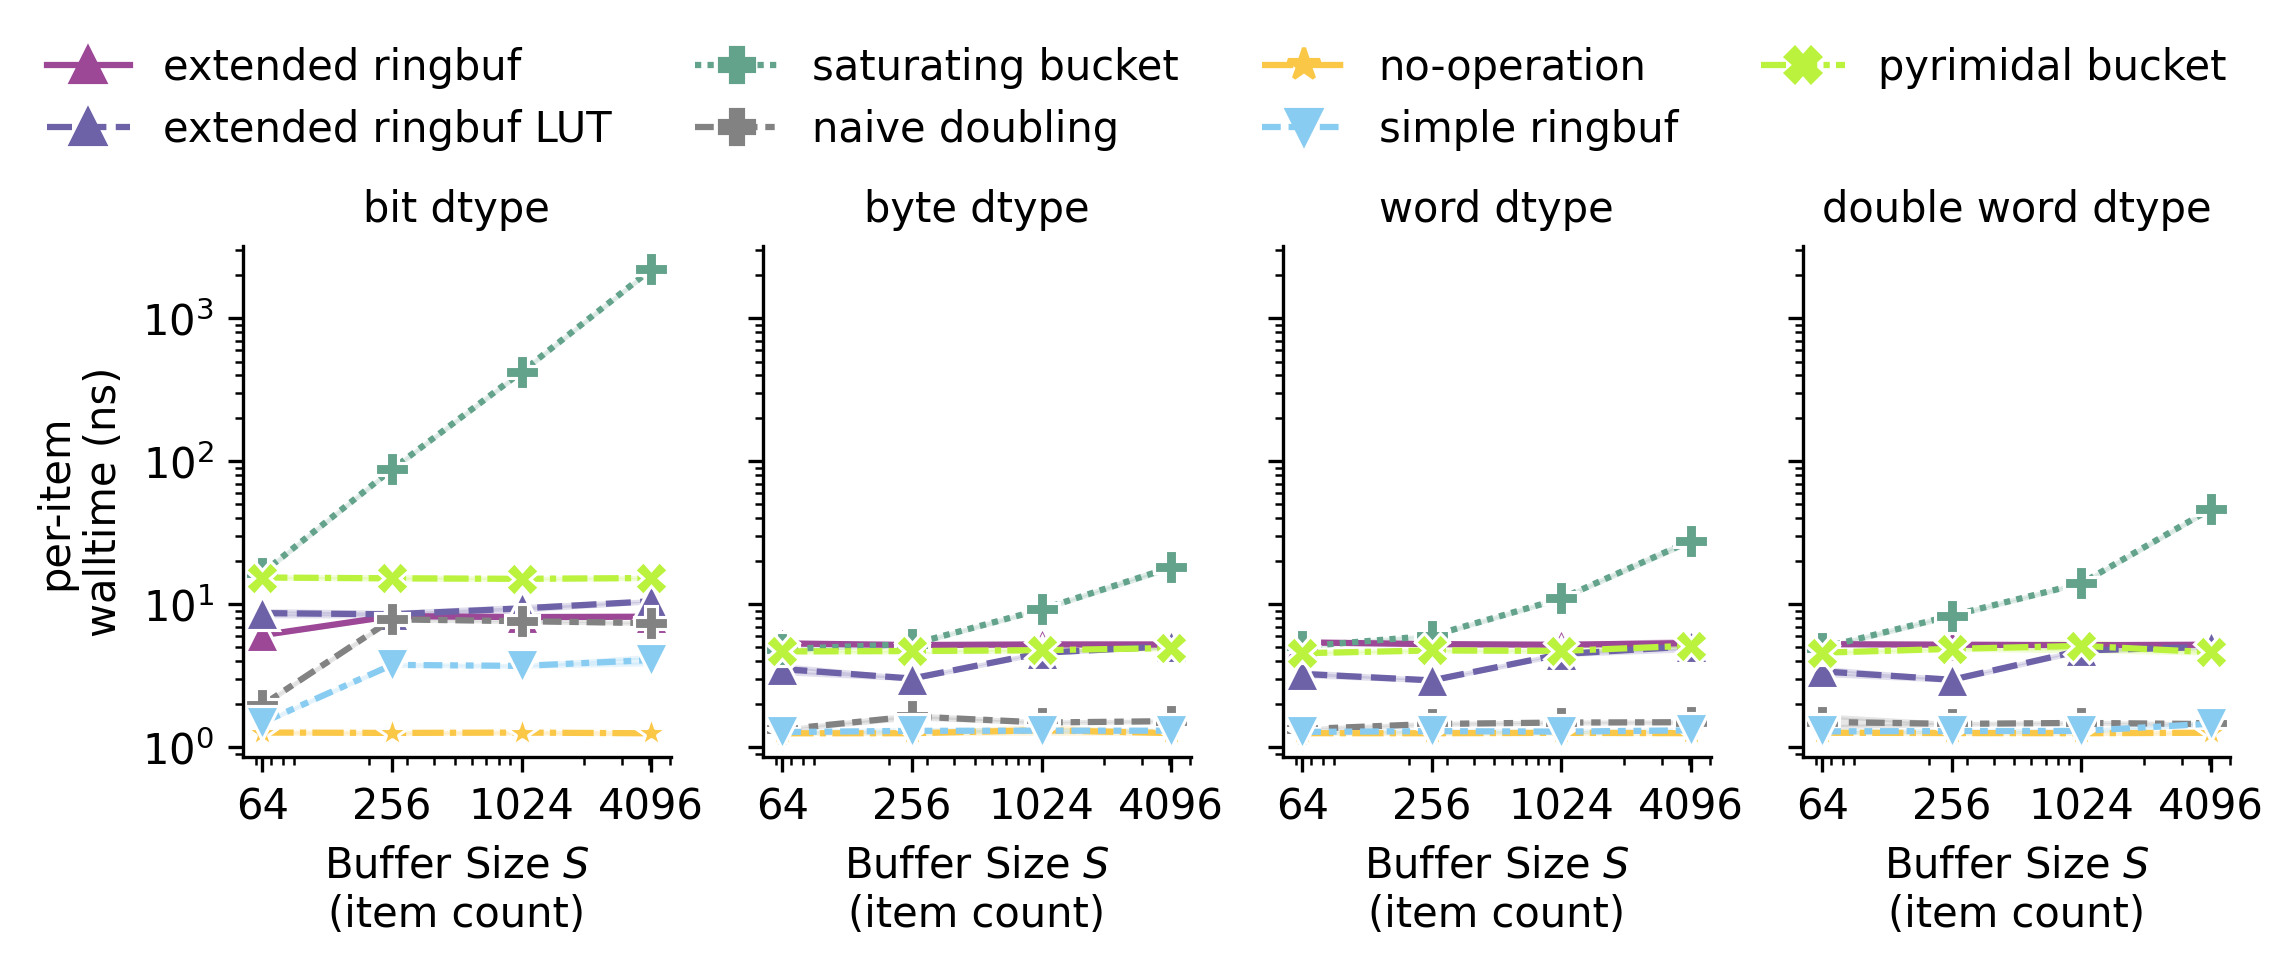 extended ringbuf
saturating bucket
no-operation
pyrimidal bucket
extended ringbuf LUT
naive doubling
simple ringbuf
bit dtype
byte dtype
word dtype
double word dtype
per-item
walltime (ns)
10³
10²
10¹
10⁰
64 256 1024 4096
64 256 1024 4096
64 256 1024 4096
64 256 1024 4096
Buffer Size S
(item count)
Buffer Size S
(item count)
Buffer Size S
(item count)
Buffer Size S
(item count)